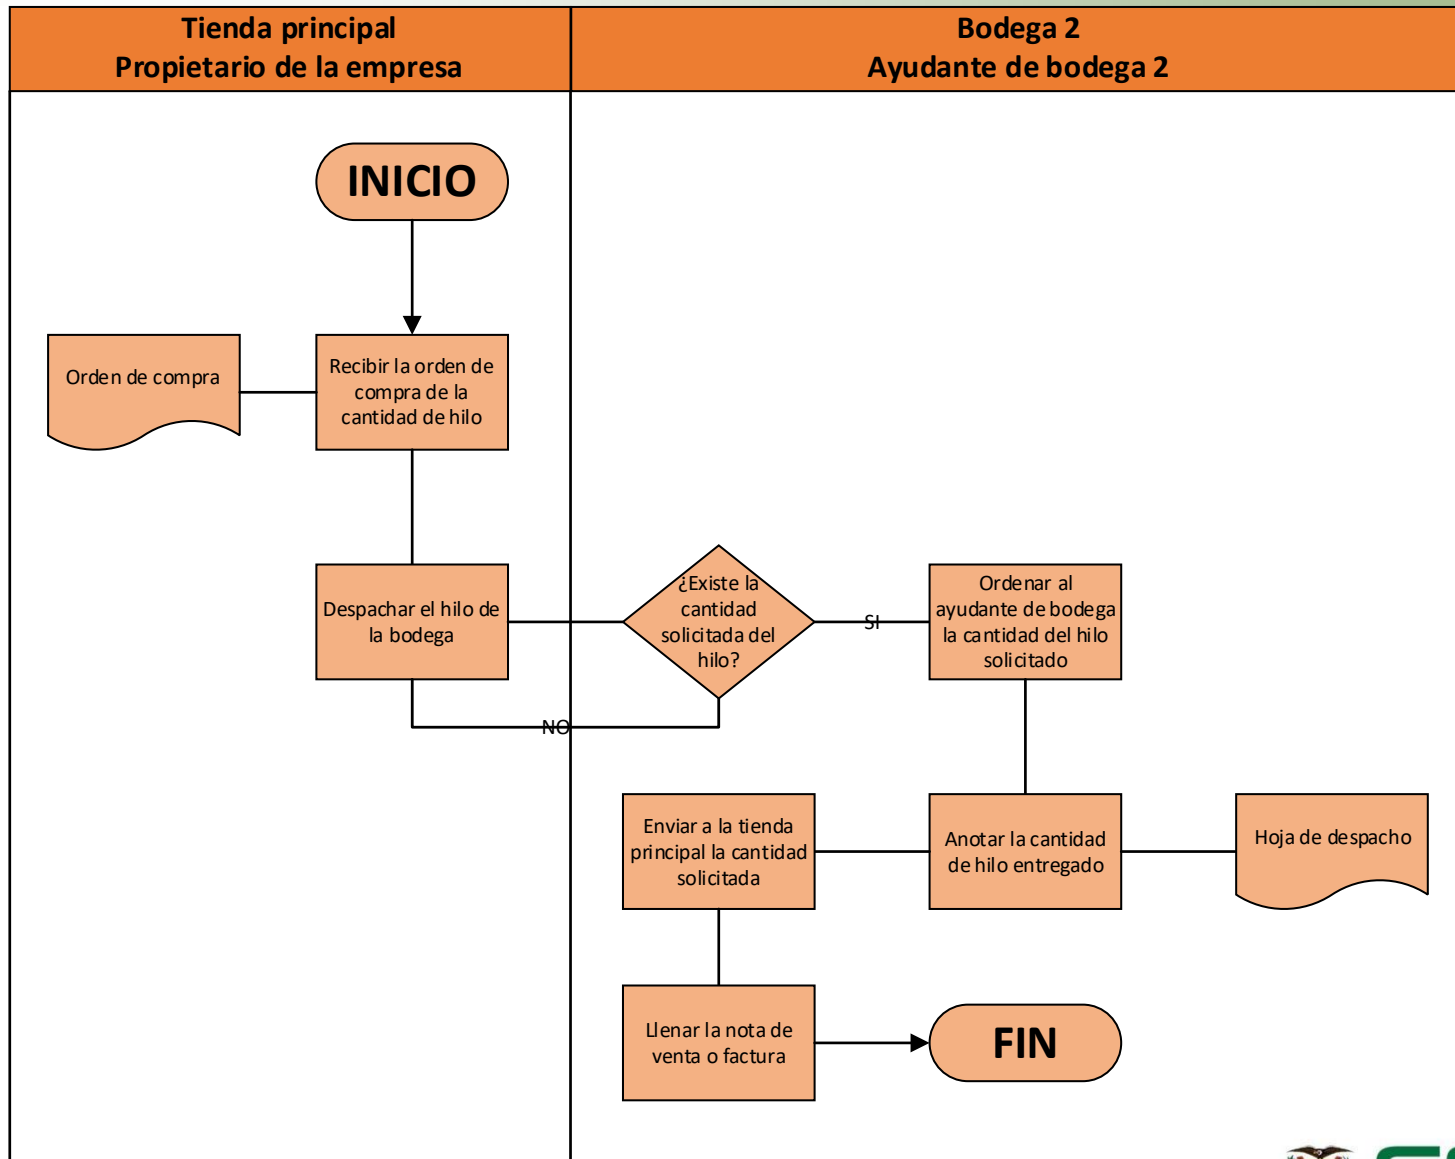 Tienda principal
Propietario de la empresa
Bodega 2
Ayudante de bodega 2
INICIO
Orden de compra
Recibir la orden de
compra de la
cantidad de hilo
Despachar el hilo de
la bodega
¿Existe la
cantidad
solicitada del
hilo?
SI
Ordenar al
ayudante de bodega
la cantidad del hilo
solicitado
NO
Enviar a la tienda
principal la cantidad
solicitada
Anotar la cantidad
de hilo entregado
Hoja de despacho
Llenar la nota de
venta o factura
FIN